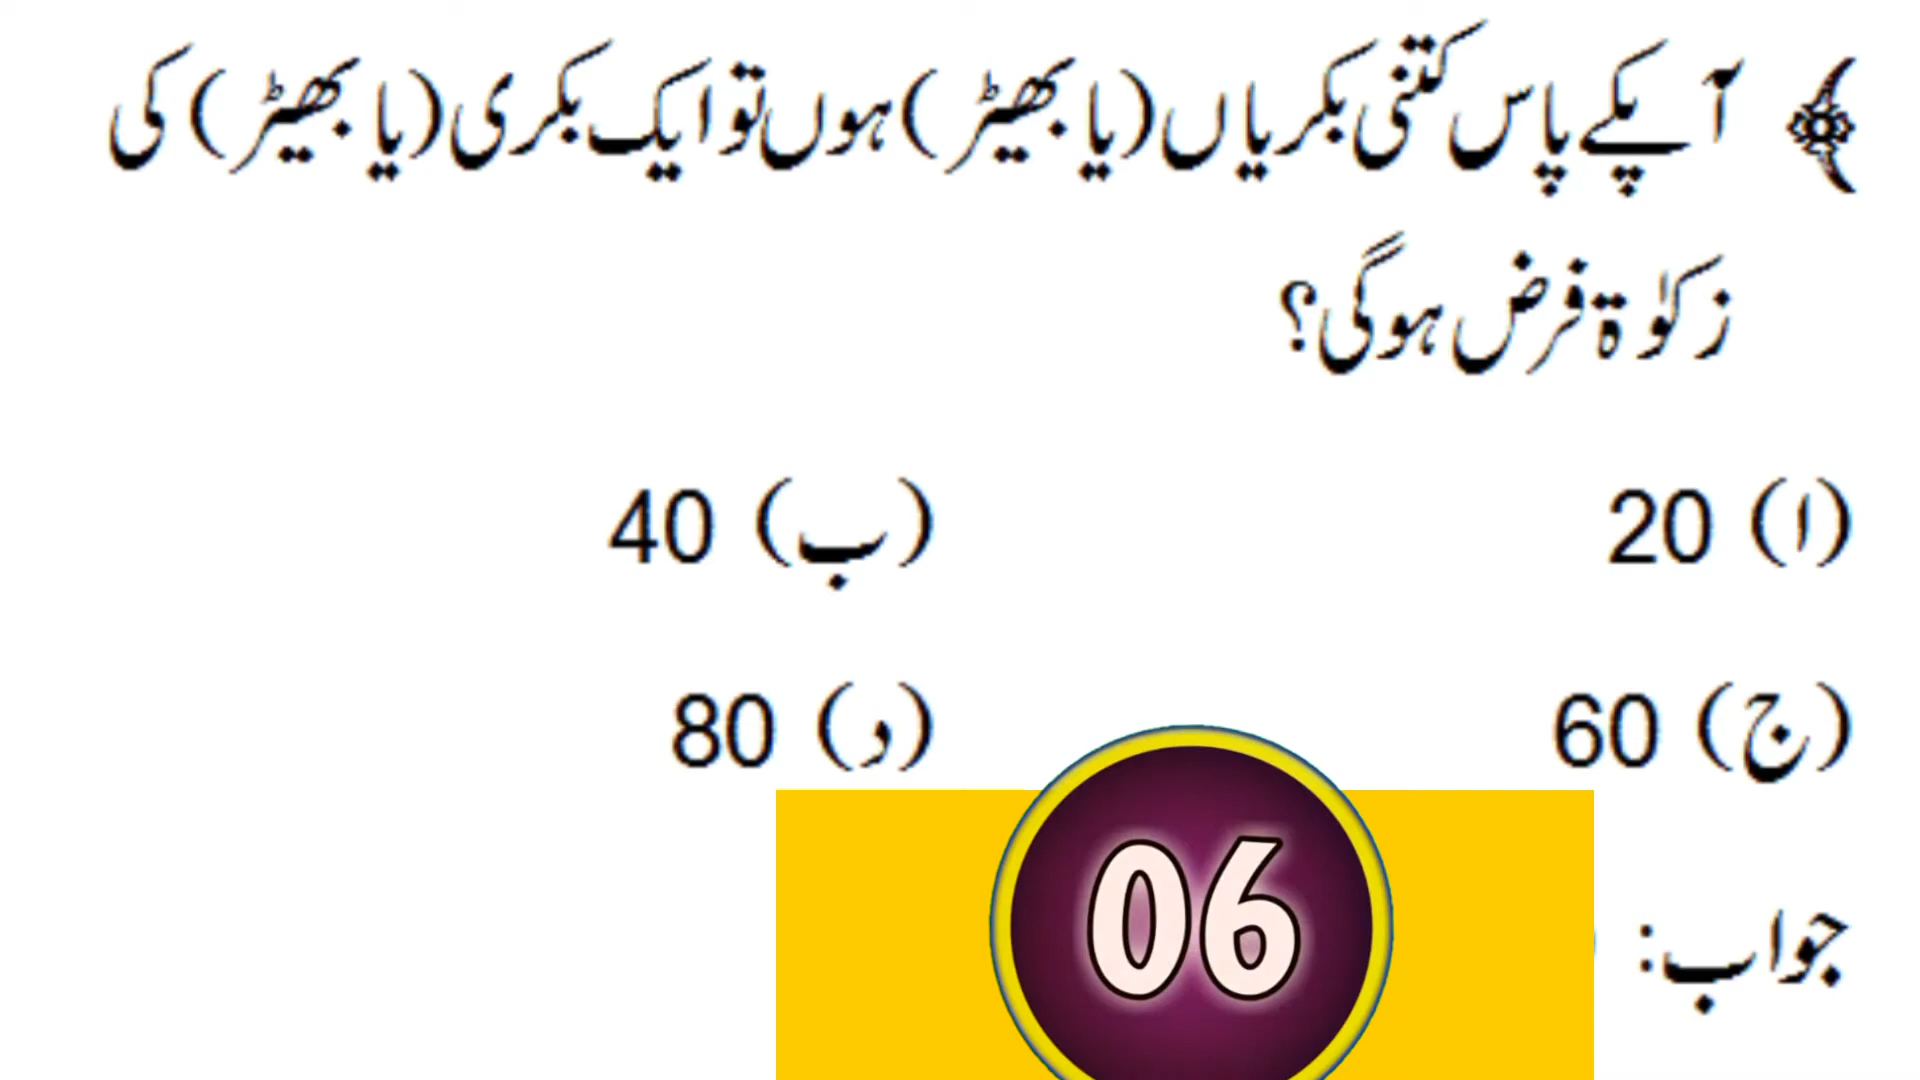 آپکے پاس کتنی بکریاں (یا بھیڑ) ہوں تو ایک بکری (یا بھیڑ) کی
زکوٰۃ فرض ہوگی؟
(ا) 20 (ب) 40
(ج) 60 (د) 80
06
جواب: